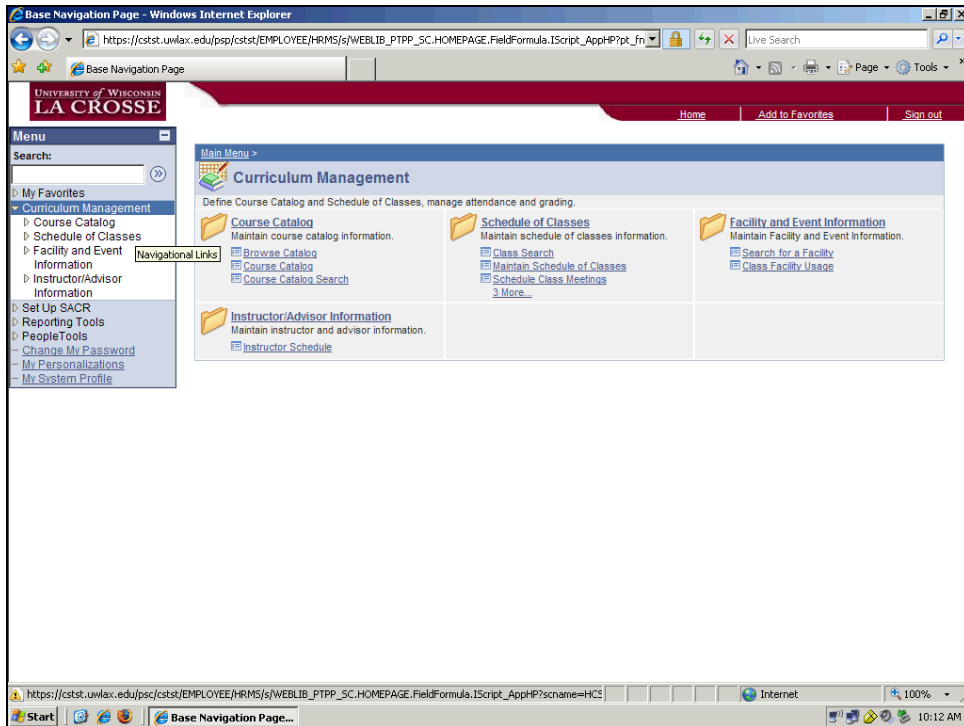 Base Navigation Page - Windows Internet Explorer
https://cstst.uwlax.edu/psp/cstst/EMPLOYEE/HRMS/s/WEBLIB_PTPP_SC.HOMEPAGE.FieldFormula.IScript_AppHP?pt_fn
Live Search
Base Navigation Page
Page
Tools
UNIVERSITY of WISCONSIN
LA CROSSE
Home
Add to Favorites
Sign out
Menu
Search:
My Favorites
Curriculum Management
Course Catalog
Schedule of Classes
Facility and Event
Information
Instructor/Advisor
Information
Set Up SACR
Reporting Tools
PeopleTools
Change My Password
My Personalizations
My System Profile
Navigational Links
Main Menu >
Curriculum Management
Define Course Catalog and Schedule of Classes, manage attendance and grading.
Course Catalog
Maintain course catalog information.
Browse Catalog
Course Catalog
Course Catalog Search
Schedule of Classes
Maintain schedule of classes information.
Class Search
Maintain Schedule of Classes
Schedule Class Meetings
3 More...
Facility and Event Information
Maintain Facility and Event Information.
Search for a Facility
Class Facility Usage
Instructor/Advisor Information
Maintain instructor and advisor information.
Instructor Schedule
https://cstst.uwlax.edu/psc/cstst/EMPLOYEE/HRMS/s/WEBLIB_PTPP_SC.HOMEPAGE.FieldFormula.IScript_AppHP?scname=HCS
Internet
100%
Start
Base Navigation Page...
10:12 AM